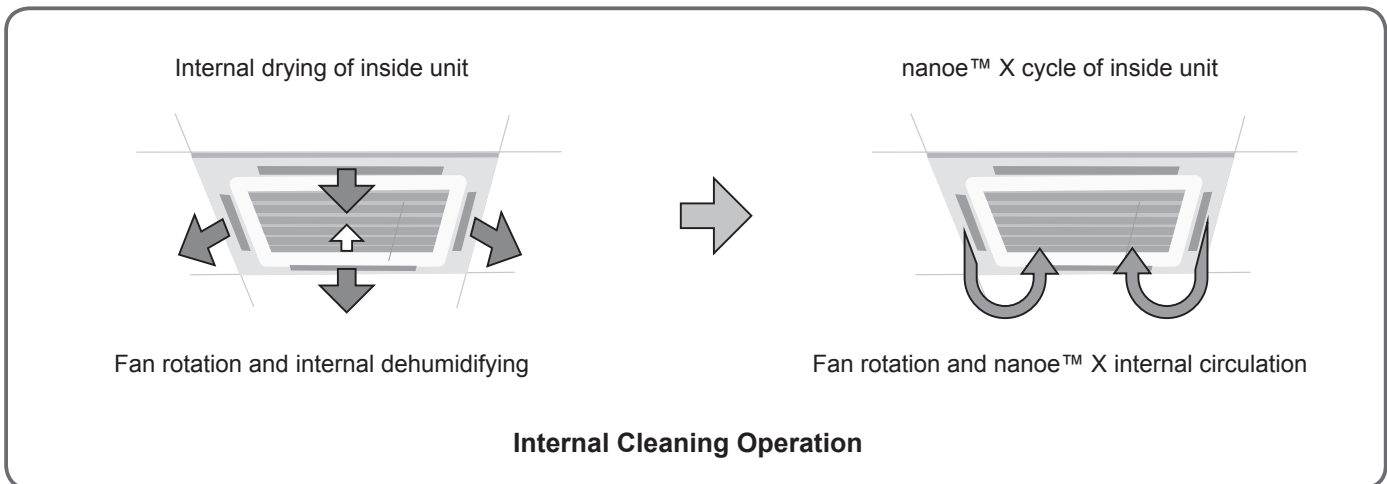 Internal drying of inside unit
nanoe™ X cycle of inside unit
Fan rotation and internal dehumidifying
Fan rotation and nanoe™ X internal circulation
Internal Cleaning Operation